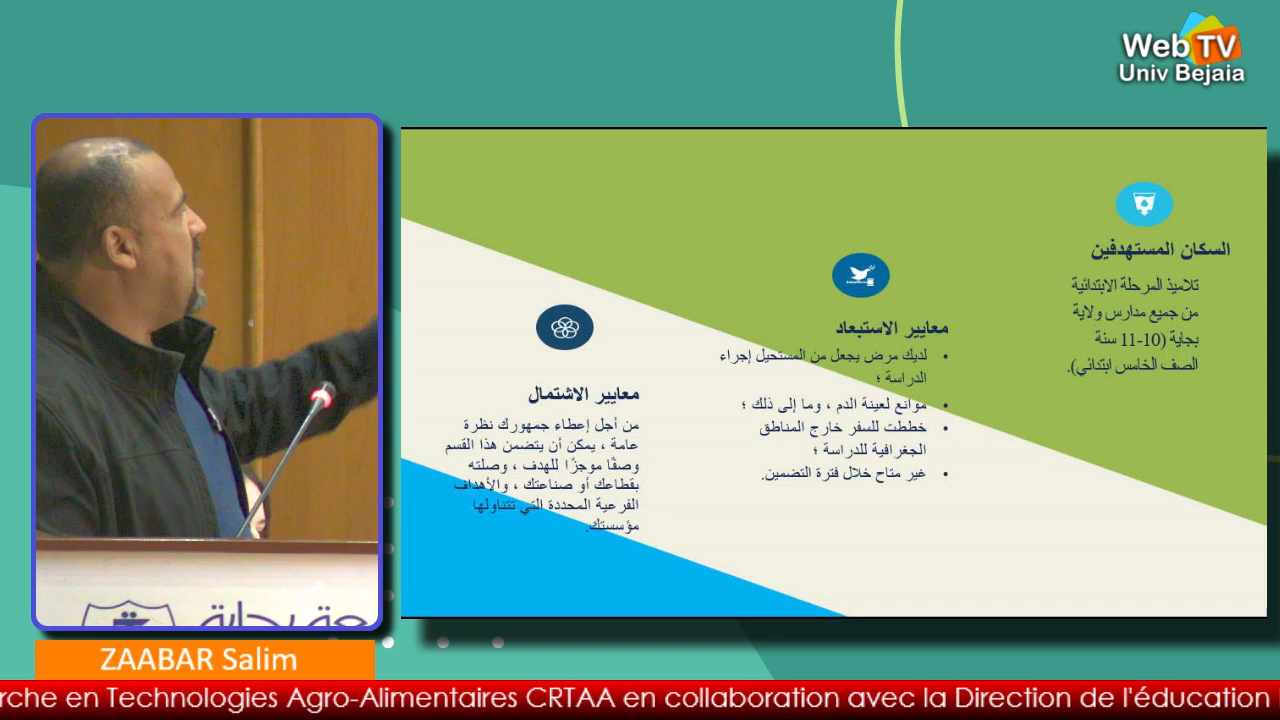 Web TV
Univ Bejaia
السكان المستهدفين
تلاميذ المرحلة الابتدائية
من جميع مدارس ولاية
بجاية (10-11 سنة
الصف الخامس ابتدائي).
معايير الاستبعاد
• لديك مرض يجعل من المستحيل إجراء
الدراسة ؛
• موانع لعينة الدم ، وما إلى ذلك ؛
• خططت للسفر خارج المناطق
الجغرافية للدراسة ؛
• غير متاح خلال فترة التضمين.
معايير الاشتمال
من أجل إعطاء جمهورك نظرة
عامة ، يمكن أن يتضمن هذا القسم
وصفًا موجزًا للهدف ، وصلته
بقطاعك أو صناعتك ، والأهداف
الفرعية المحددة التي تتناولها
مؤسستك.
بجاية
ZAABAR Salim
rche en Technologies Agro-Alimentaires CRTAA en collaboration avec la Direction de l'éducation